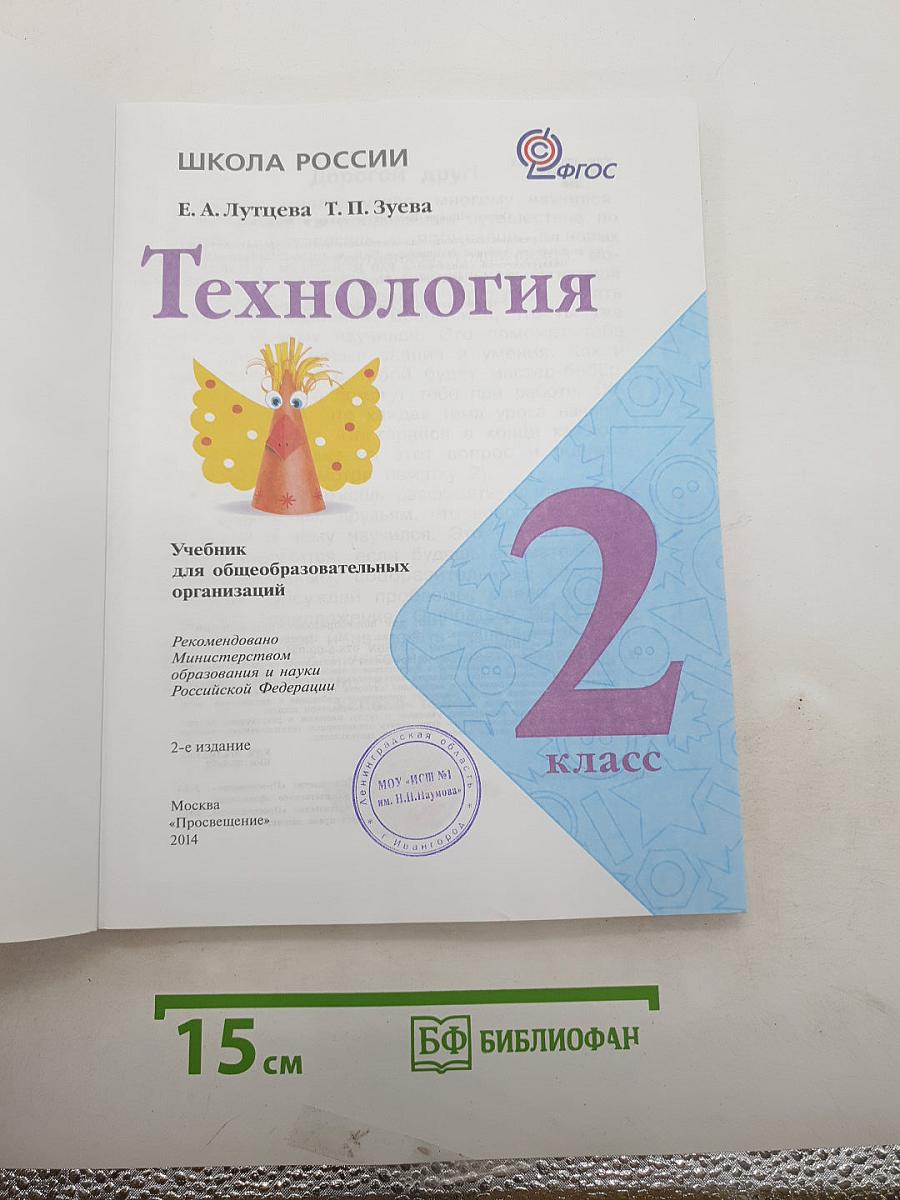 ШКОЛА РОССИИ
ФГОС
Е. А. Лутцева Т. П. Зуева
Технология
Учебник
для общеобразовательных
организаций
Рекомендовано
Министерством
образования и науки
Российской Федерации
2-е издание
Москва
«Просвещение»
2014
2
класс
Ленинградская область
МОУ «ИСШ №1
им. Н.П.Наумова»
г Ивангород
15 см
БФ БИБЛИОФАН